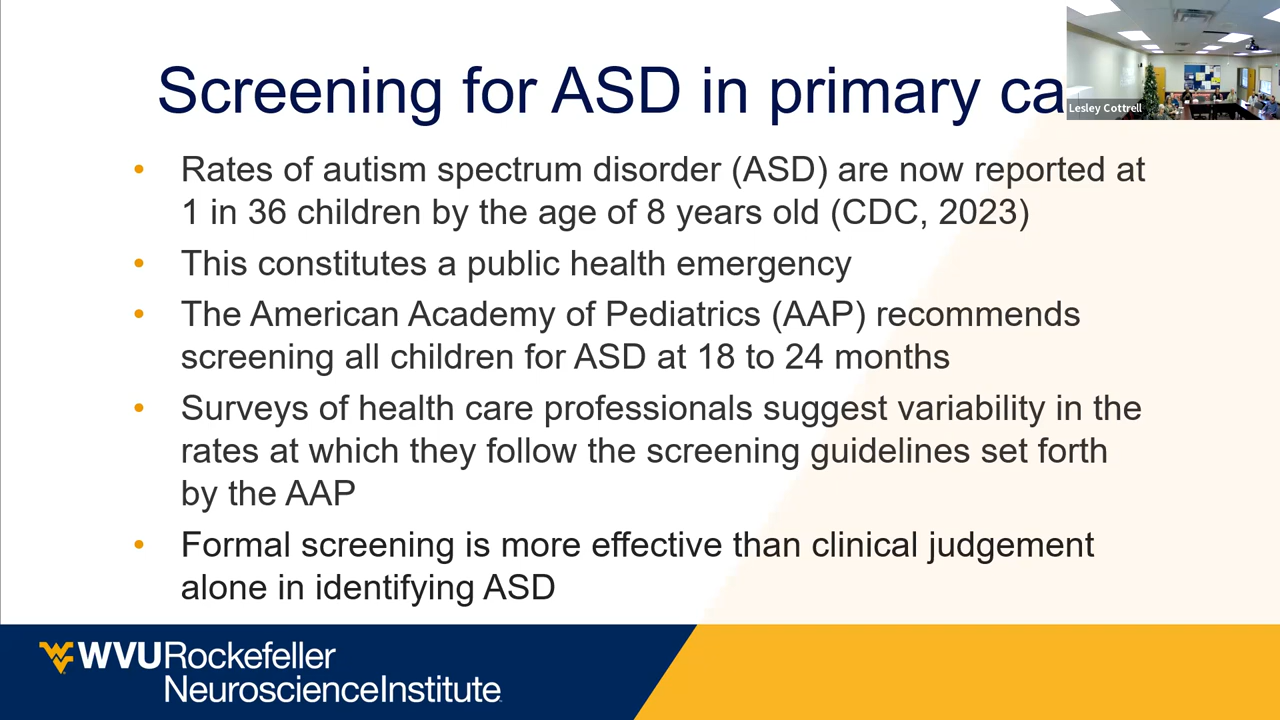 Screening for ASD in primary ca
Lesley Cottrell
• Rates of autism spectrum disorder (ASD) are now reported at
1 in 36 children by the age of 8 years old (CDC, 2023)
• This constitutes a public health emergency
• The American Academy of Pediatrics (AAP) recommends
screening all children for ASD at 18 to 24 months
• Surveys of health care professionals suggest variability in the
rates at which they follow the screening guidelines set forth
by the AAP
• Formal screening is more effective than clinical judgement
alone in identifying ASD
WVU Rockefeller
NeuroscienceInstitute